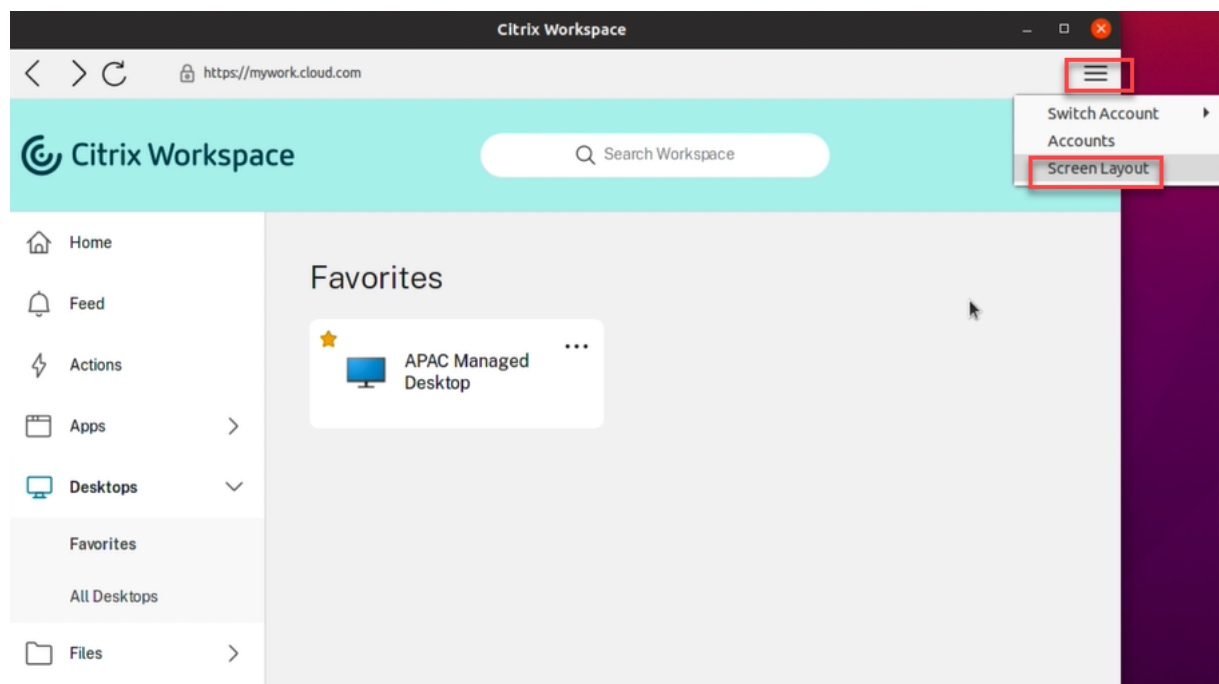 Citrix Workspace
https://mywork.cloud.com
Switch Account
Accounts
Screen Layout
Citrix Workspace
Search Workspace
Home
Feed
Actions
Apps
Desktops
Favorites
All Desktops
Files
Favorites
APAC Managed
Desktop